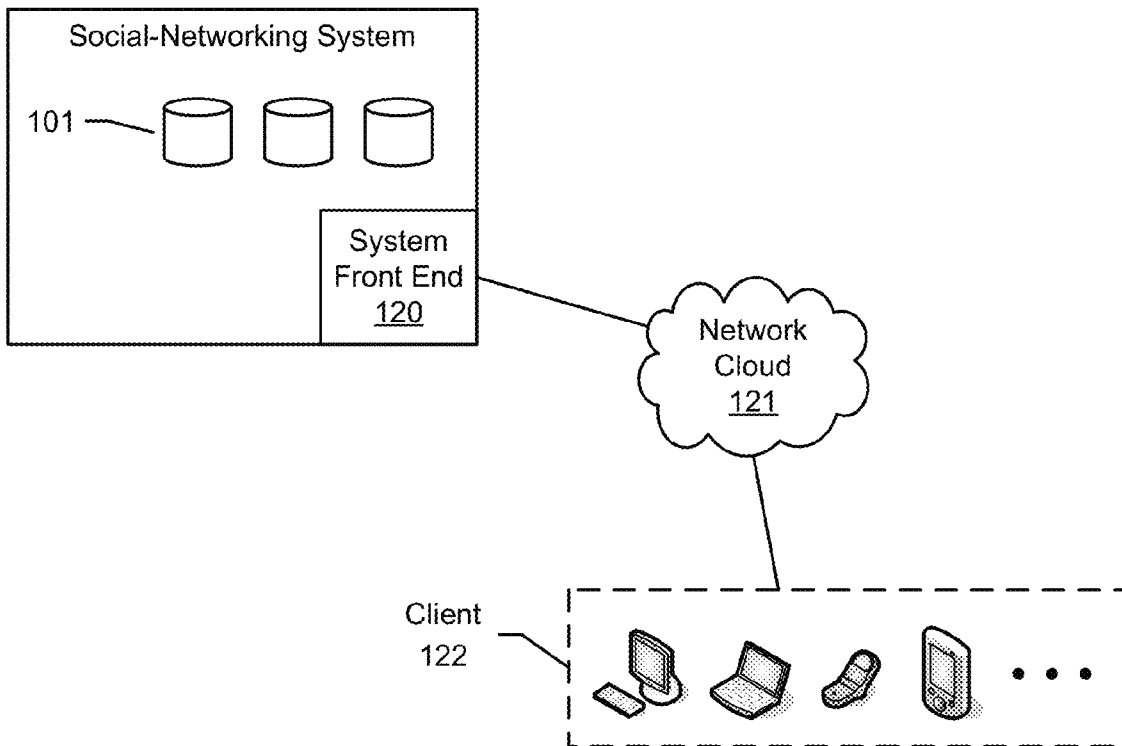 Social-Networking System
101
System
Front End
120
Network
Cloud
121
Client
122